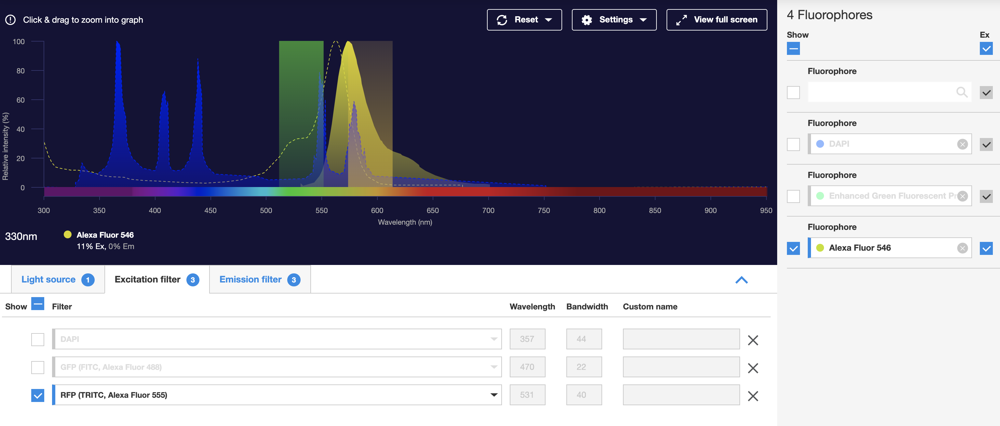 Click & drag to zoom into graph
Reset
Settings
View full screen
Relative intensity (%)
100
80
60
40
20
0
300 350 400 450 500 550 600 650 700 750 800 850 900 950
Wavelength (nm)
330nm
Alexa Fluor 546
11% Ex, 0% Em
Light source 1
Excitation filter 3
Emission filter 3
Show Filter Wavelength Bandwidth Custom name
DAPI 357 44
GFP (FITC, Alexa Fluor 488) 470 22
RFP (TRITC, Alexa Fluor 555) 531 40
4 Fluorophores
Show Ex
Fluorophore
Fluorophore
DAPI
Fluorophore
Enhanced Green Fluorescent Pr
Fluorophore
Alexa Fluor 546